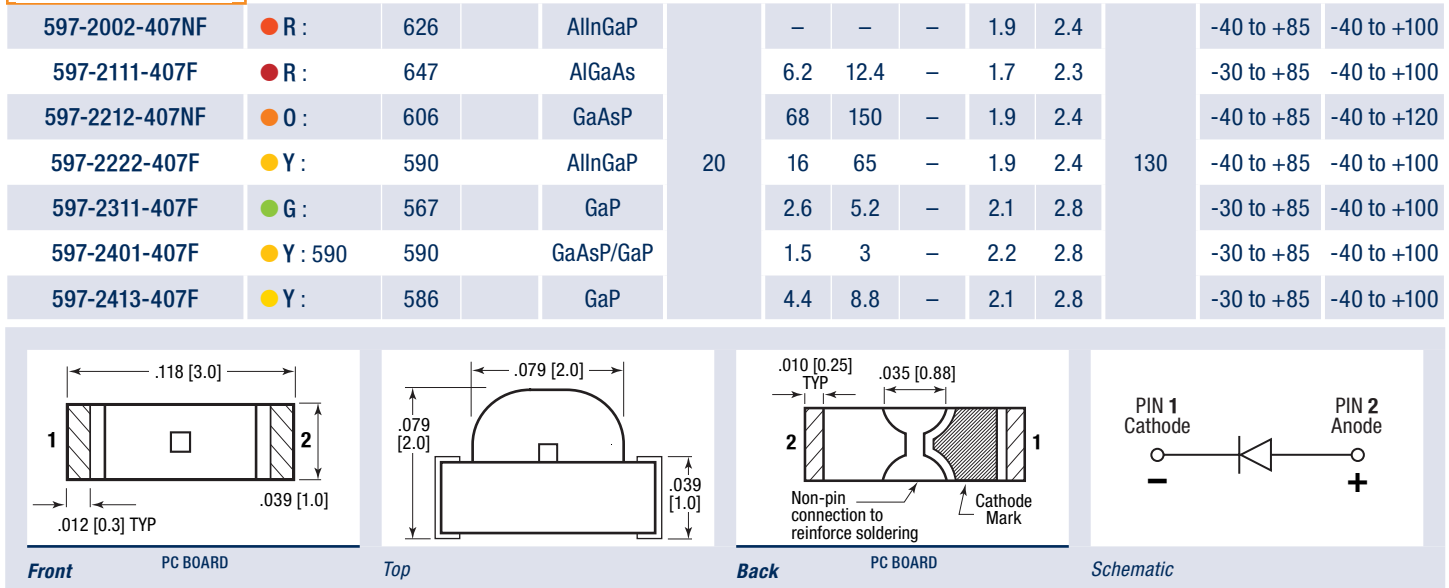 597-2002-407NF R : 626 AlInGaP – – – 1.9 2.4 -40 to +85 -40 to +100
597-2111-407F R : 647 AlGaAs 6.2 12.4 – 1.7 2.3 -30 to +85 -40 to +100
597-2212-407NF O : 606 GaAsP 68 150 – 1.9 2.4 -40 to +85 -40 to +120
597-2222-407F Y : 590 AlInGaP 20 16 65 – 1.9 2.4 130 -40 to +85 -40 to +100
597-2311-407F G : 567 GaP 2.6 5.2 – 2.1 2.8 -30 to +85 -40 to +100
597-2401-407F Y : 590 590 GaAsP/GaP 1.5 3 – 2.2 2.8 -30 to +85 -40 to +100
597-2413-407F Y : 586 GaP 4.4 8.8 – 2.1 2.8 -30 to +85 -40 to +100
.118 [3.0]
1
2
.039 [1.0]
.012 [0.3] TYP
Front PC BOARD
.079 [2.0]
.079
[2.0]
.039
[1.0]
Top
.010 [0.25]
TYP
.035 [0.88]
2
1
Non-pin
connection to
reinforce soldering
Cathode
Mark
Back PC BOARD
PIN 1
Cathode
PIN 2
Anode
–
+
Schematic